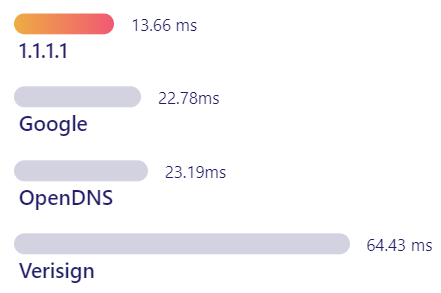 13.66 ms
1.1.1.1
22.78ms
Google
23.19ms
OpenDNS
64.43 ms
Verisign